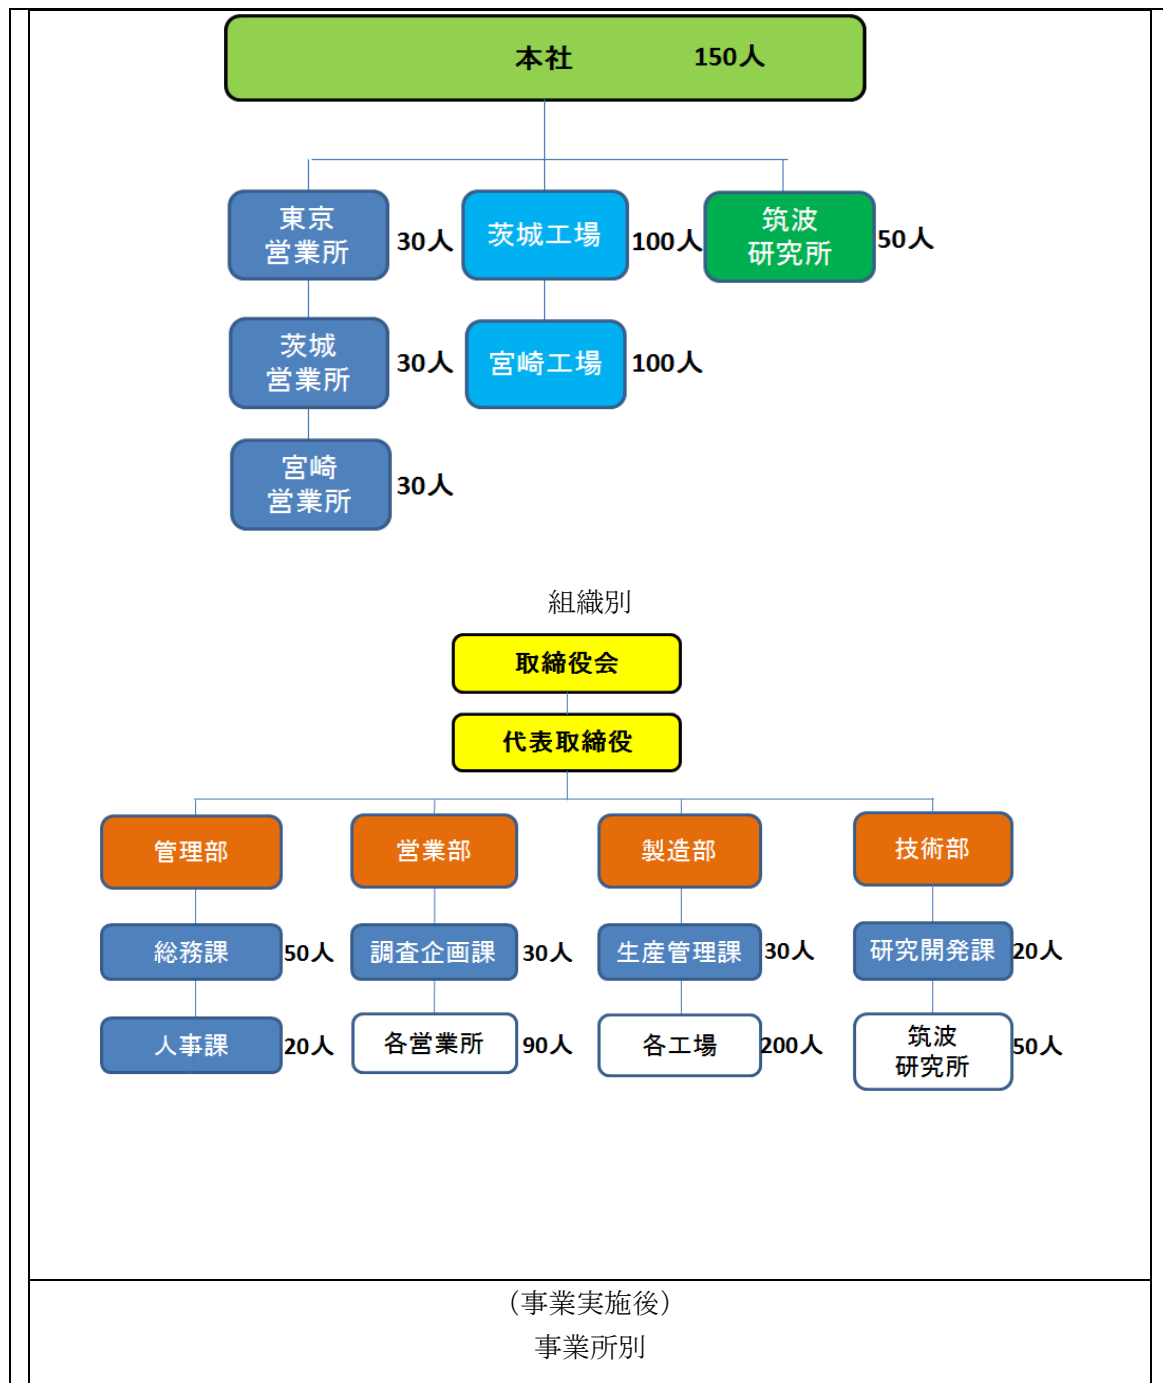 本社 150人
東京
営業所
30人
茨城工場
100人
筑波
研究所
50人
茨城
営業所
30人
宮崎工場
100人
宮崎
営業所
30人
組織別
取締役会
代表取締役
管理部
営業部
製造部
技術部
総務課
50人
調査企画課
30人
生産管理課
30人
研究開発課
20人
人事課
20人
各営業所
90人
各工場
200人
筑波
研究所
50人
（事業実施後）
事業所別